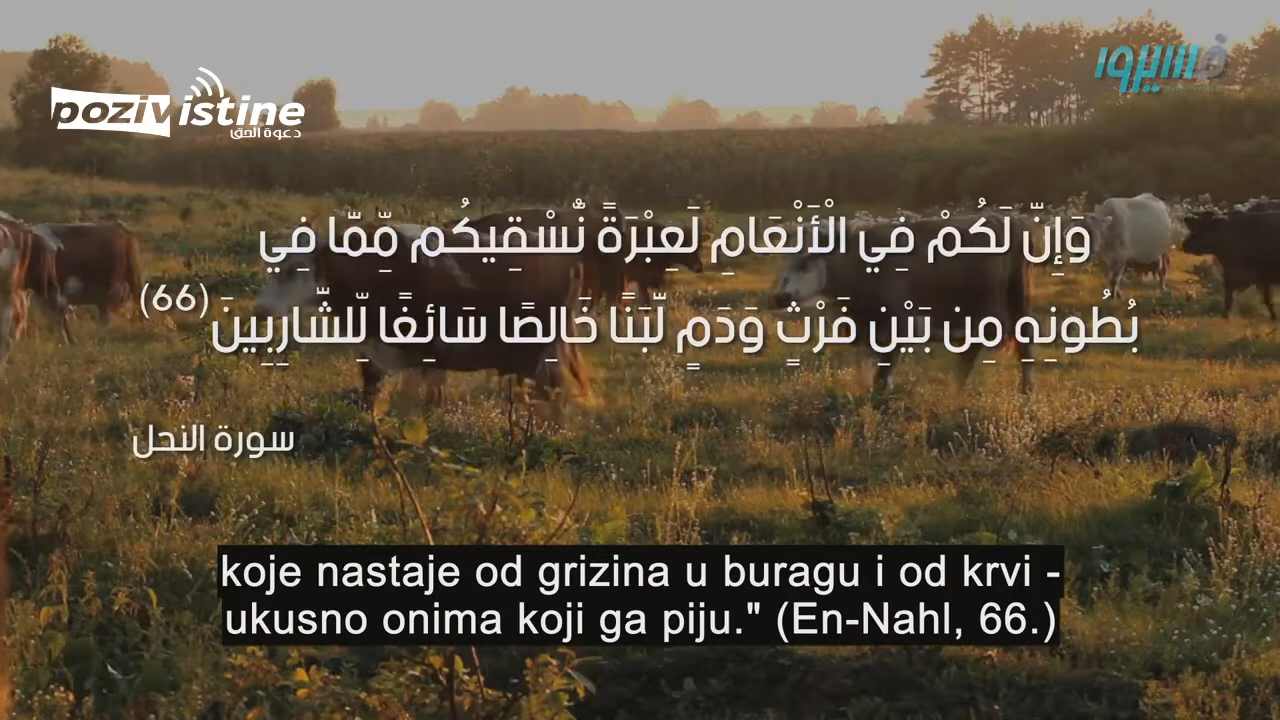 pozivistine
دعوة الحق
فسيروا
وَإِنَّ لَكُمْ فِي الْأَنْعَامِ لَعِبْرَةً نُّسْقِيكُم مِّمَّا فِي
بُطُونِهِ مِن بَيْنِ فَرْثٍ وَدَمٍ لَّبَنًا خَالِصًا سَائِغًا لِّلشَّارِبِينَ (66)
سورة النحل
koje nastaje od grizina u buragu i od krvi -
ukusno onima koji ga piju." (En-Nahl, 66.)